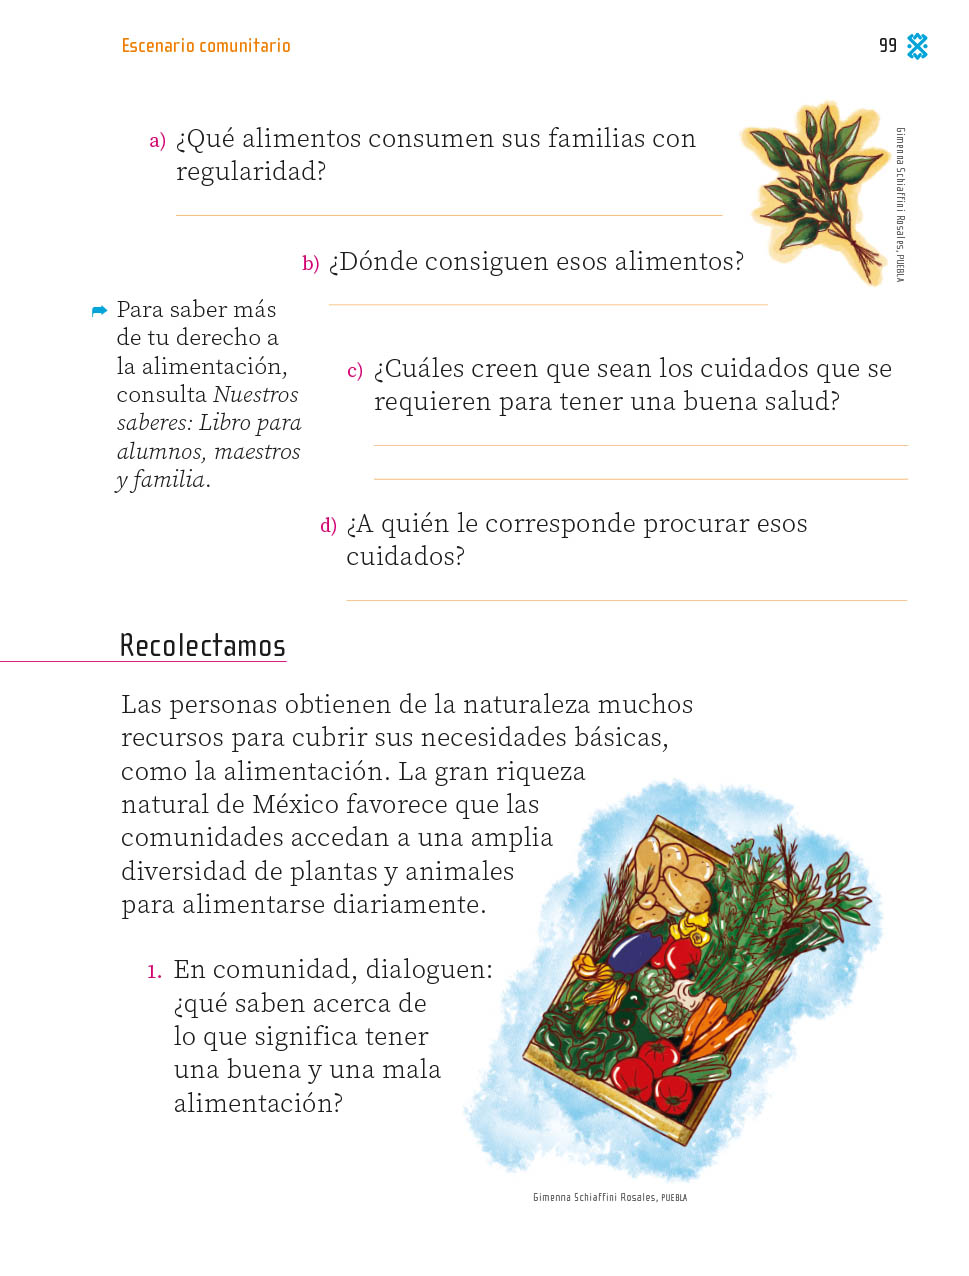 Escenario comunitario
99
a) ¿Qué alimentos consumen sus familias con
regularidad?
Gimenna Schiaffini Rosales, PUEBLA
b) ¿Dónde consiguen esos alimentos?
Para saber más
de tu derecho a
la alimentación,
consulta Nuestros
saberes: Libro para
alumnos, maestros
y familia.
c) ¿Cuáles creen que sean los cuidados que se
requieren para tener una buena salud?
d) ¿A quién le corresponde procurar esos
cuidados?
Recolectamos
Las personas obtienen de la naturaleza muchos
recursos para cubrir sus necesidades básicas,
como la alimentación. La gran riqueza
natural de México favorece que las
comunidades accedan a una amplia
diversidad de plantas y animales
para alimentarse diariamente.
1. En comunidad, dialoguen:
¿qué saben acerca de
lo que significa tener
una buena y una mala
alimentación?
Gimenna Schiaffini Rosales, PUEBLA